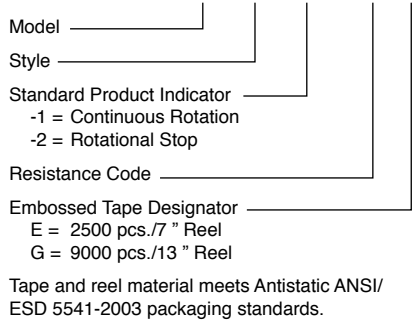 Model
Style
Standard Product Indicator
-1 = Continuous Rotation
-2 = Rotational Stop
Resistance Code
Embossed Tape Designator
E = 2500 pcs./7 ” Reel
G = 9000 pcs./13 ” Reel
Tape and reel material meets Antistatic ANSI/
ESD 5541-2003 packaging standards.